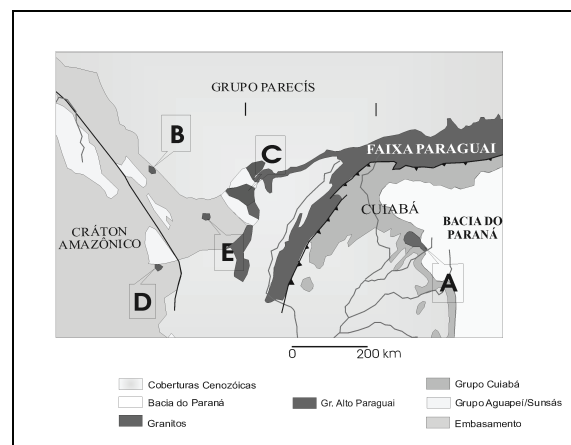 GRUPO PARECÍS
B
C
FAIXA PARAGUAI
CUIABÁ
BACIA DO
PARANÁ
CRÁTON
AMAZÔNICO
E
D
A
0 200 km
Coberturas Cenozóicas
Bacia do Paraná
Granitos
Gr. Alto Paraguai
Grupo Cuiabá
Grupo Aguapeí/Sunsás
Embasamento